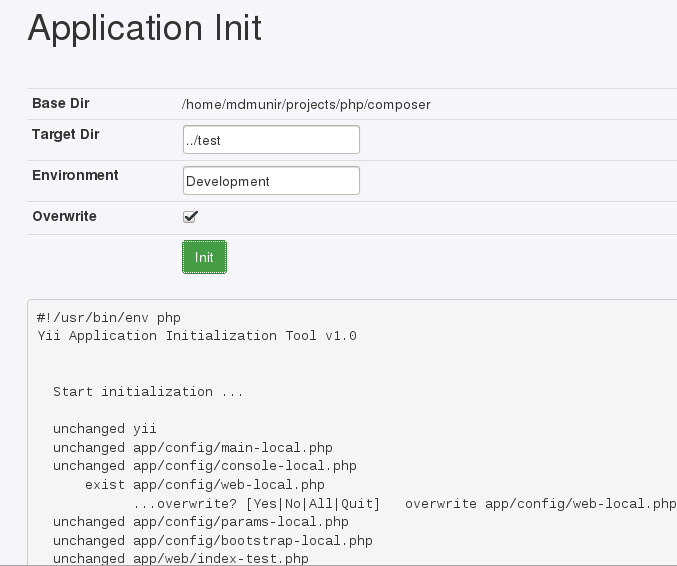 Application Init
Base Dir /home/mdmunir/projects/php/composer
Target Dir ../test
Environment Development
Overwrite
Init
#!/usr/bin/env php
Yii Application Initialization Tool v1.0
Start initialization ...
unchanged yii
unchanged app/config/main-local.php
unchanged app/config/console-local.php
exist app/config/web-local.php
...overwrite? [Yes|No|All|Quit] overwrite app/config/web-local.php
unchanged app/config/params-local.php
unchanged app/config/bootstrap-local.php
unchanged app/web/index-test.php